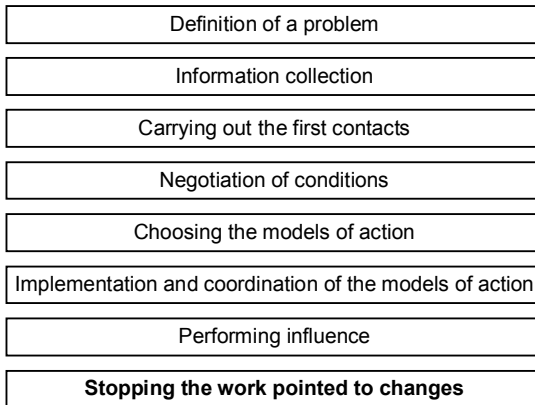 Definition of a problem
Information collection
Carrying out the first contacts
Negotiation of conditions
Choosing the models of action
Implementation and coordination of the models of action
Performing influence
Stopping the work pointed to changes